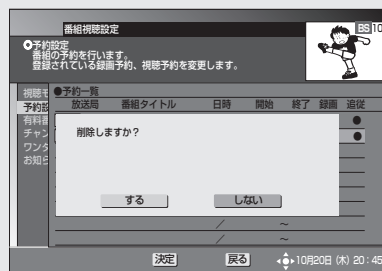 番組視聴設定
BS 10
予約設定
番組の予約を行います。
登録されている録画予約、視聴予約を変更します。
視聴
予約設
有料番
チャン
ワンタ
お知ら
●予約一覧
放送局 番組タイトル 日時 開始 終了 録画 追従
削除しますか？
する しない
／ ～
／ ～
決定 戻る 10月20日(木) 20:45